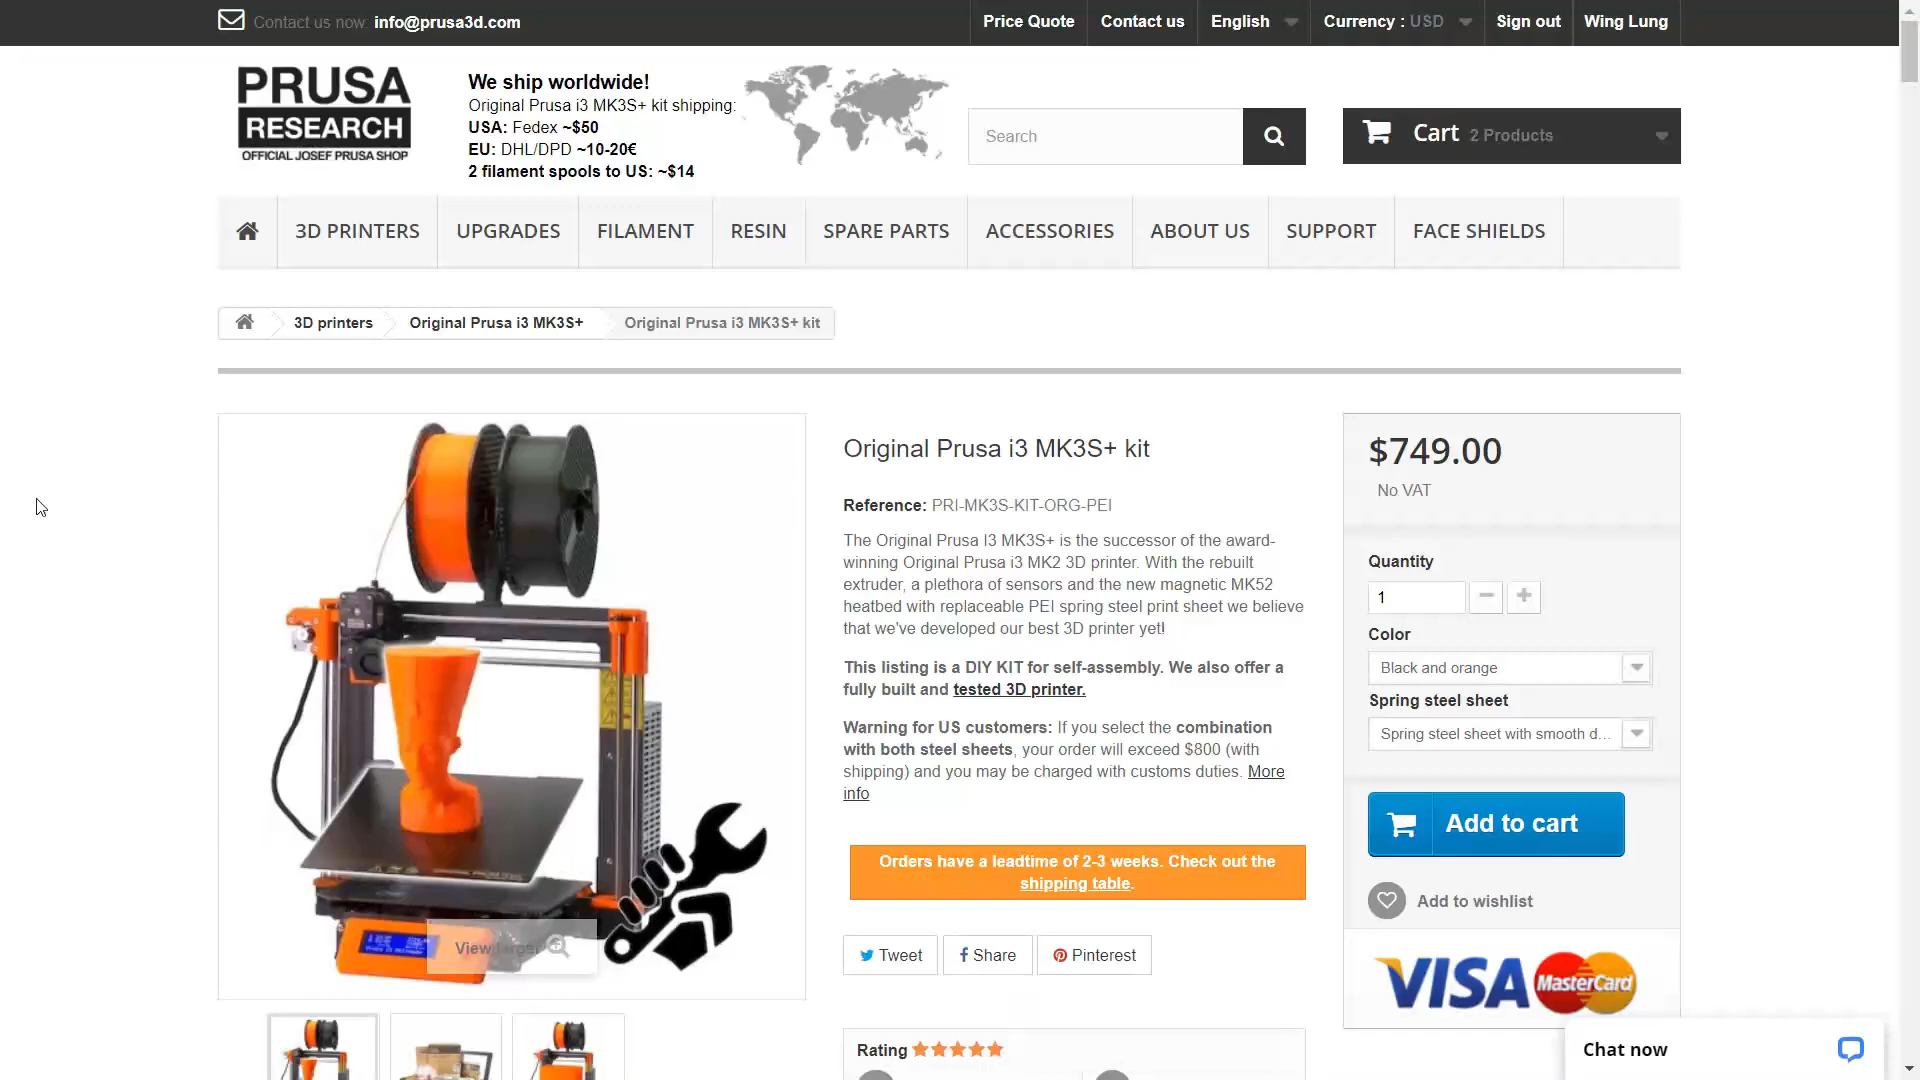 Contact us now info@prusa3d.com
Price Quote
Contact us
English
Currency : USD
Sign out
Wing Lung
PRUSA
RESEARCH
OFFICIAL JOSEF PRUSA SHOP
We ship worldwide!
Original Prusa i3 MK3S+ kit shipping:
USA: Fedex ~$50
EU: DHL/DPD ~10-20€
2 filament spools to US: ~$14
Search
Cart 2 Products
3D PRINTERS
UPGRADES
FILAMENT
RESIN
SPARE PARTS
ACCESSORIES
ABOUT US
SUPPORT
FACE SHIELDS
3D printers
Original Prusa i3 MK3S+
Original Prusa i3 MK3S+ kit
View larger
Original Prusa i3 MK3S+ kit
Reference: PRI-MK3S-KIT-ORG-PEI
The Original Prusa I3 MK3S+ is the successor of the award-
winning Original Prusa i3 MK2 3D printer. With the rebuilt
extruder, a plethora of sensors and the new magnetic MK52
heatbed with replaceable PEI spring steel print sheet we believe
that we've developed our best 3D printer yet!
This listing is a DIY KIT for self-assembly. We also offer a
fully built and tested 3D printer.
Warning for US customers: If you select the combination
with both steel sheets, your order will exceed $800 (with
shipping) and you may be charged with customs duties. More
info
Orders have a leadtime of 2-3 weeks. Check out the
shipping table.
Tweet
Share
Pinterest
Rating
$749.00
No VAT
Quantity
1
Color
Black and orange
Spring steel sheet
Spring steel sheet with smooth d...
Add to cart
Add to wishlist
VISA
MasterCard
Chat now